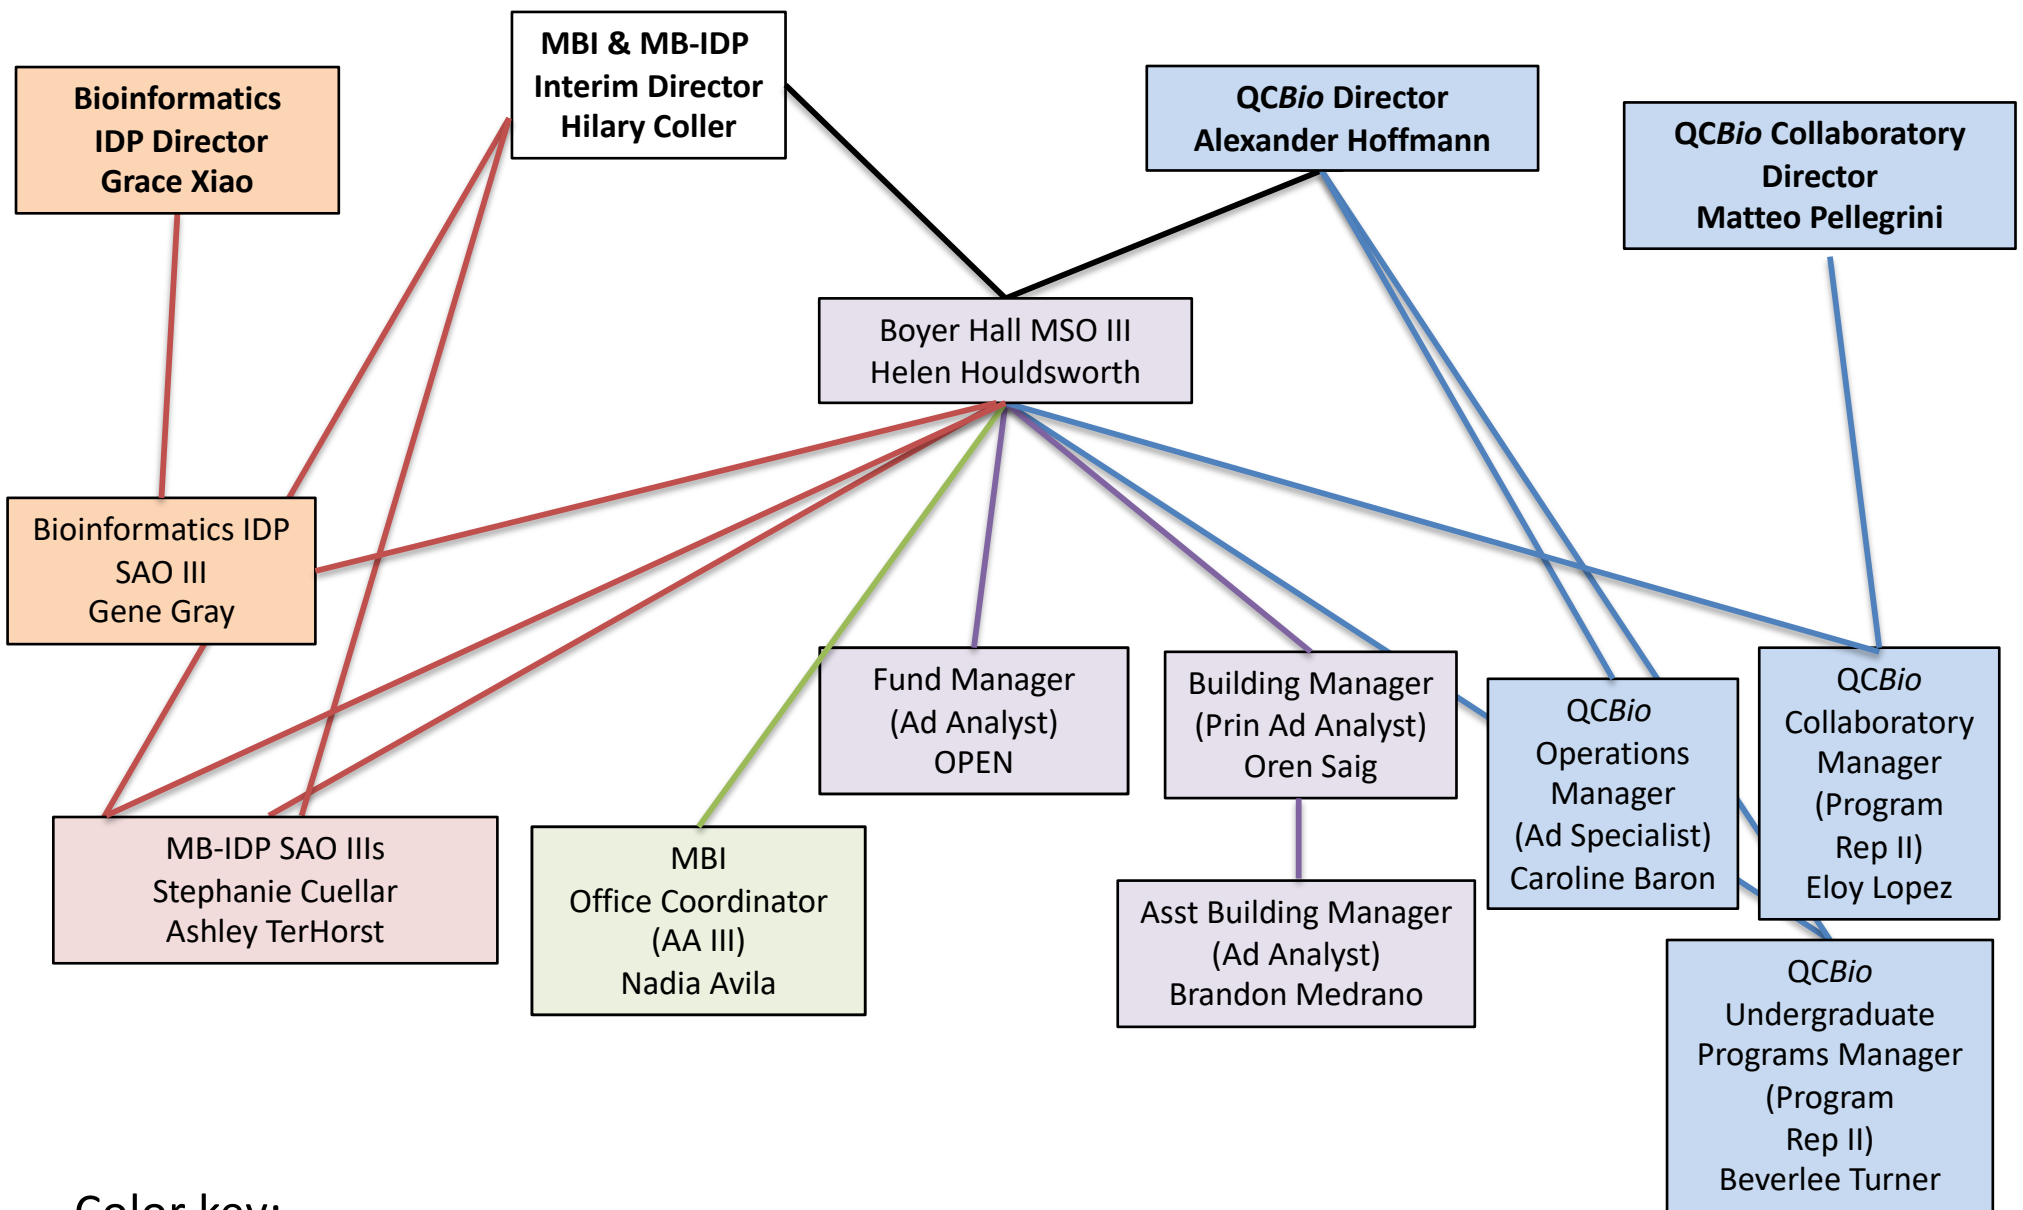 MBI & MB-IDP
Interim Director
Hilary Coller
Bioinformatics
IDP Director
Grace Xiao
QCBio Director
Alexander Hoffmann
QCBio Collaboratory
Director
Matteo Pellegrini
Boyer Hall MSO III
Helen Houldsworth
Bioinformatics IDP
SAO III
Gene Gray
Fund Manager
(Ad Analyst)
OPEN
Building Manager
(Prin Ad Analyst)
Oren Saig
QCBio
Operations
Manager
(Ad Specialist)
Caroline Baron
QCBio
Collaboratory
Manager
(Program
Rep II)
Eloy Lopez
MB-IDP SAO IIIs
Stephanie Cuellar
Ashley TerHorst
MBI
Office Coordinator
(AA III)
Nadia Avila
Asst Building Manager
(Ad Analyst)
Brandon Medrano
QCBio
Undergraduate
Programs Manager
(Program
Rep II)
Beverlee Turner
Color key: